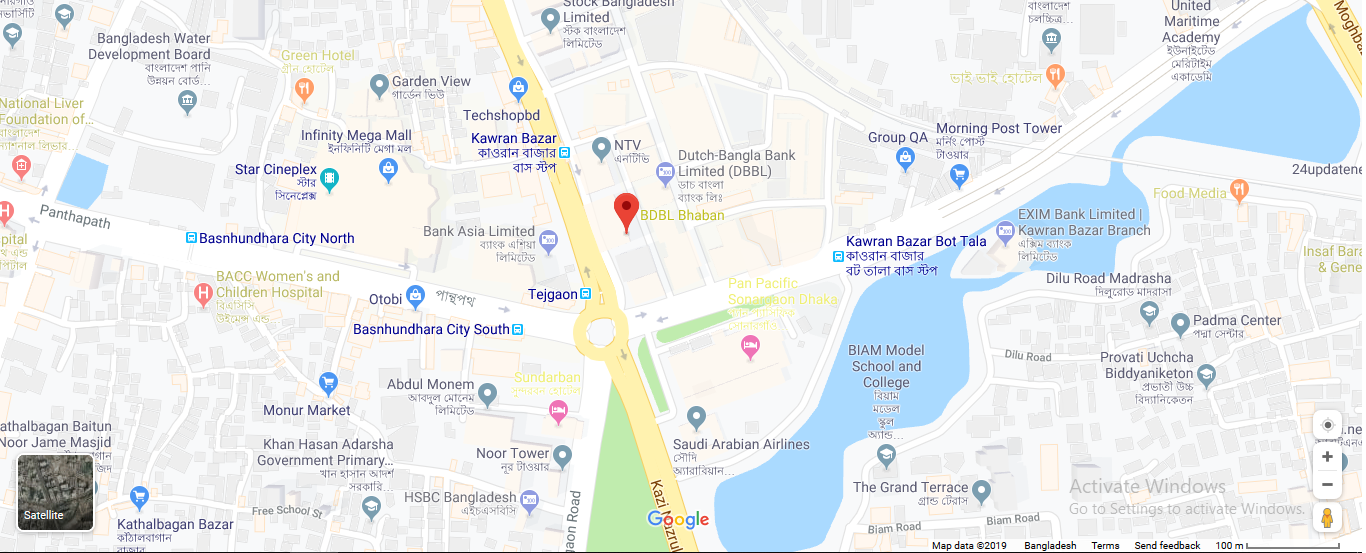 Stock Bangladesh
Limited
স্টক বাংলাদেশ
লিমিটেড
বাংলাদেশ
চলচ্চিত্র...
United
Maritime
Academy
ইউনাইটেড
মেরিটাইম
একাডেমি
Bangladesh Water
Development Board
বাংলাদেশ পানি
উন্নয়ন বোর্ড...
Green Hotel
গ্রীন হোটেল
Garden View
গার্ডেন ভিউ
Techshopbd
ভাই ভাই হোটেল
National Liver
Foundation of...
Infinity Mega Mall
ইনফিনিটি মেগা মল
Kawran Bazar
কাওরান বাজার
বাস স্টপ
NTV
এনটিভি
Dutch-Bangla Bank
Limited (DBBL)
ডাচ বাংলা
ব্যাংক লিঃ
Group QA
Morning Post Tower
মর্নিং পোস্ট
টাওয়ার
24updatene
Star Cineplex
স্টার
সিনেপ্লেক্স
Food Media
Panthapath
BDBL Bhaban
EXIM Bank Limited |
Kawran Bazar Branch
এক্সিম ব্যাংক
লিমিটেড
Basnhundhara City North
Bank Asia Limited
ব্যাংক এশিয়া
লিমিটেড
Kawran Bazar Bot Tala
কাওরান বাজার
বট তালা বাস স্টপ
Insaf Bara
& Gene
BACC Women's and
Children Hospital
বিএসিসি
উইমেন্স এন্ড...
Otobi
পান্থপথ
Tejgaon
Pan Pacific
Sonargaon Dhaka
Dilu Road Madrasha
দিলুরোড মাদরাসা
Basnhundhara City South
Padma Center
পদ্মা সেন্টার
Dilu Road
BIAM Model
School and
College
বিয়াম
মডেল
স্কুল
অ্যান্ড...
Provati Uchcha
Biddyaniketon
প্রভাতী উচ্চ
বিদ্যানিকেতন
Monur Market
Abdul Monem
আবদুল মোনেম
লিমিটেড
Sundarban
সুন্দরবন হোটেল
Kathalbagan Baitun
Noor Jame Masjid
Khan Hasan Adarsha
Government Primary...
খান হাসান আদর্শ
সরকারি...
Noor Tower
নূর টাওয়ার
Saudi Arabian Airlines
সৌদি
অ্যারাবিয়ান...
The Grand Terrace
গ্রান্ড টেরাস
HSBC Bangladesh
এইচএসবিসি
Free School St
Kathalbagan Bazar
কাঁঠালবাগান
বাজার
Satellite
Kazi Nazrul
Google
Biam Road
Biam Road
Activate Windows
Go to Settings to activate Windows.
Map data ©2019
Bangladesh
Terms
Send feedback
100 m